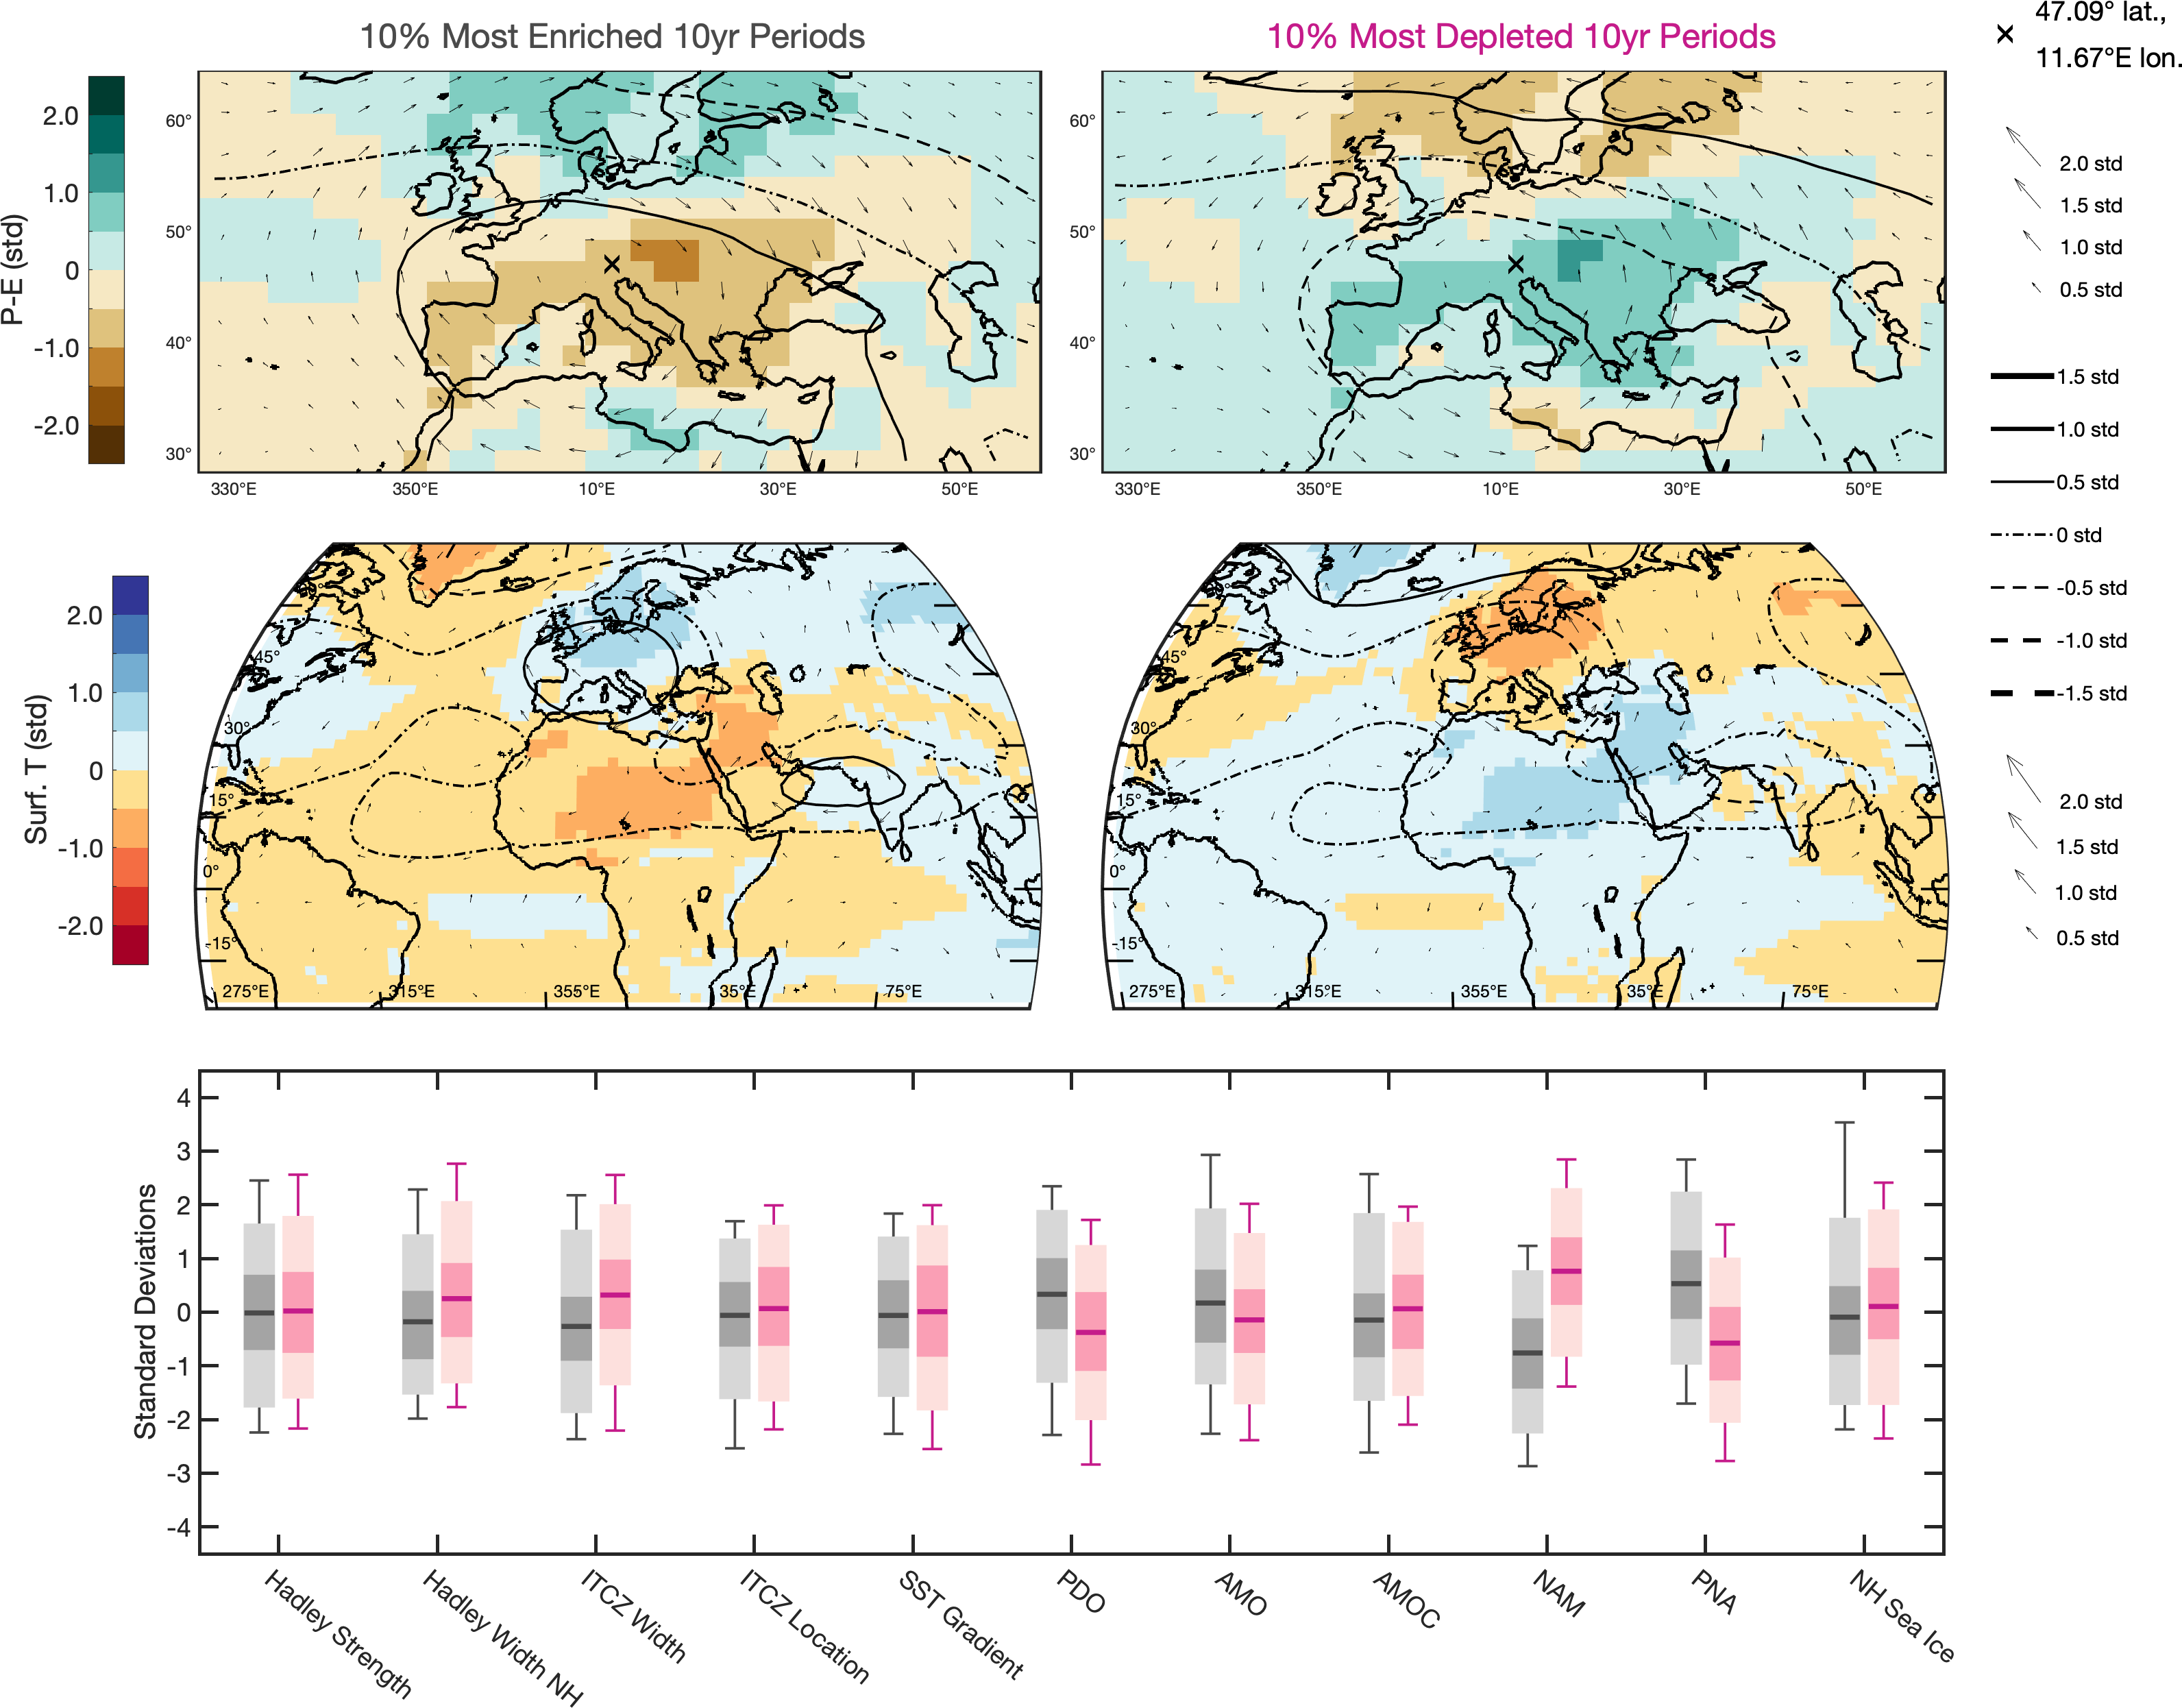 10% Most Enriched 10yr Periods
10% Most Depleted 10yr Periods
47.09° lat.,
11.67°E lon.
P-E (std)
2.0
1.0
0
-1.0
-2.0
60°
50°
40°
30°
330°E 350°E 10°E 30°E 50°E
60°
50°
40°
30°
330°E 350°E 10°E 30°E 50°E
2.0 std
1.5 std
1.0 std
0.5 std
1.5 std
1.0 std
0.5 std
0 std
-0.5 std
-1.0 std
-1.5 std
2.0 std
1.5 std
1.0 std
0.5 std
Surf. T (std)
2.0
1.0
0
-1.0
-2.0
45°
30°
15°
0°
-15°
275°E 315°E 355°E 35°E 75°E
45°
30°
15°
0°
-15°
275°E 315°E 355°E 35°E 75°E
Standard Deviations
4
3
2
1
0
-1
-2
-3
-4
Hadley Strength
Hadley Width NH
ITCZ Width
ITCZ Location
SST Gradient
PDO
AMO
AMOC
NAM
PNA
NH Sea Ice